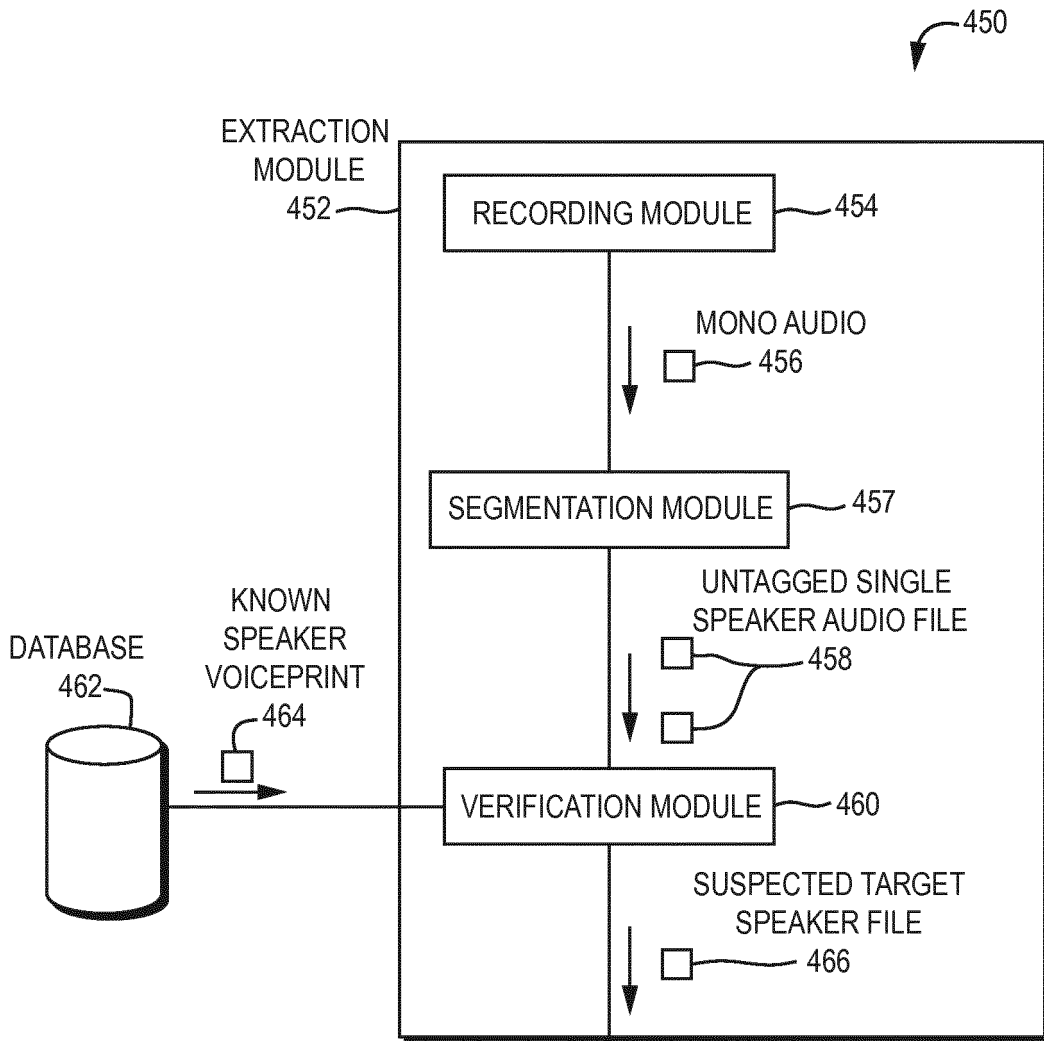 450
EXTRACTION
MODULE
452
RECORDING MODULE
454
MONO AUDIO
456
SEGMENTATION MODULE
457
UNTAGGED SINGLE
SPEAKER AUDIO FILE
458
KNOWN
SPEAKER
VOICEPRINT
464
DATABASE
462
VERIFICATION MODULE
460
SUSPECTED TARGET
SPEAKER FILE
466